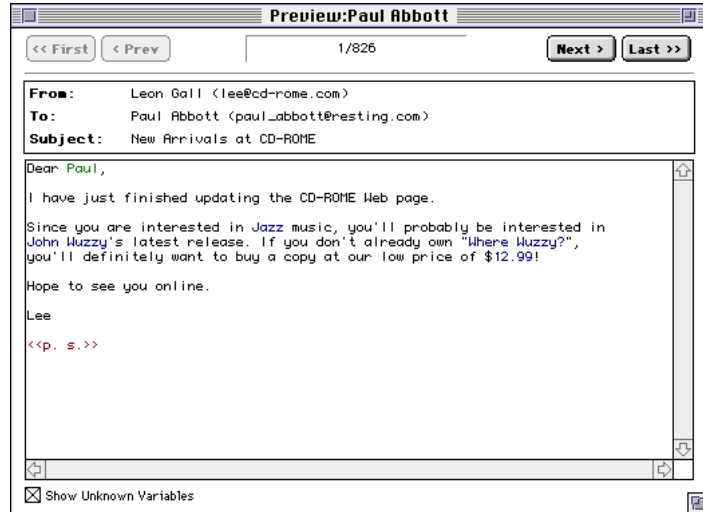 Preview:Paul Abbott
<< First < Prev 1/826 Next > Last >>
From: Leon Gall (lee@cd-rome.com)
To: Paul Abbott (paul_abbott@resting.com)
Subject: New Arrivals at CD-ROME
Dear Paul,
I have just finished updating the CD-ROME Web page.
Since you are interested in Jazz music, you'll probably be interested in
John Wuzzy's latest release. If you don't already own "Where Wuzzy?",
you'll definitely want to buy a copy at our low price of $12.99!
Hope to see you online.
Lee
<<p. s.>>
Show Unknown Variables